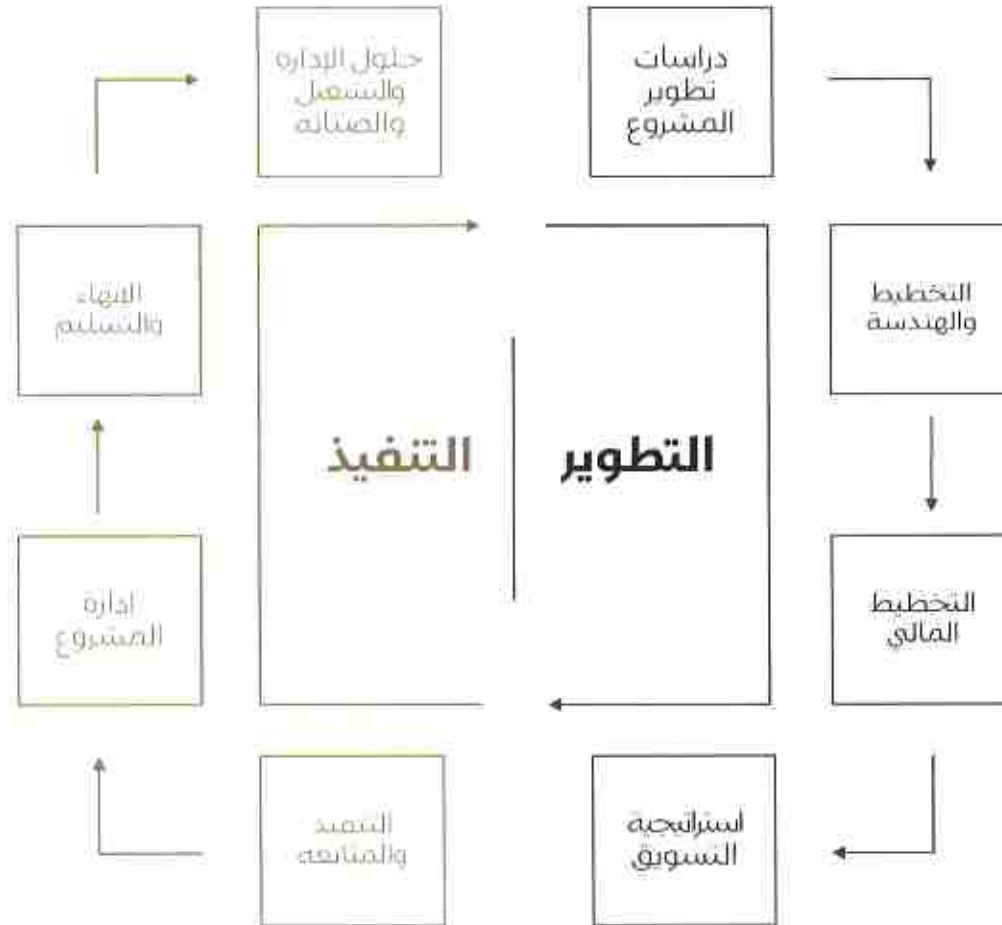 دراسات
تطوير
المشروع
التخطيط
والهندسة
التخطيط
المالي
استراتيجية
التسويق
التنفيذ
والمتابعة
إدارة
المشروع
الانهاء
والتسليم
حلول الإدارة
والتشغيل
والصيانة
التطوير
التنفيذ